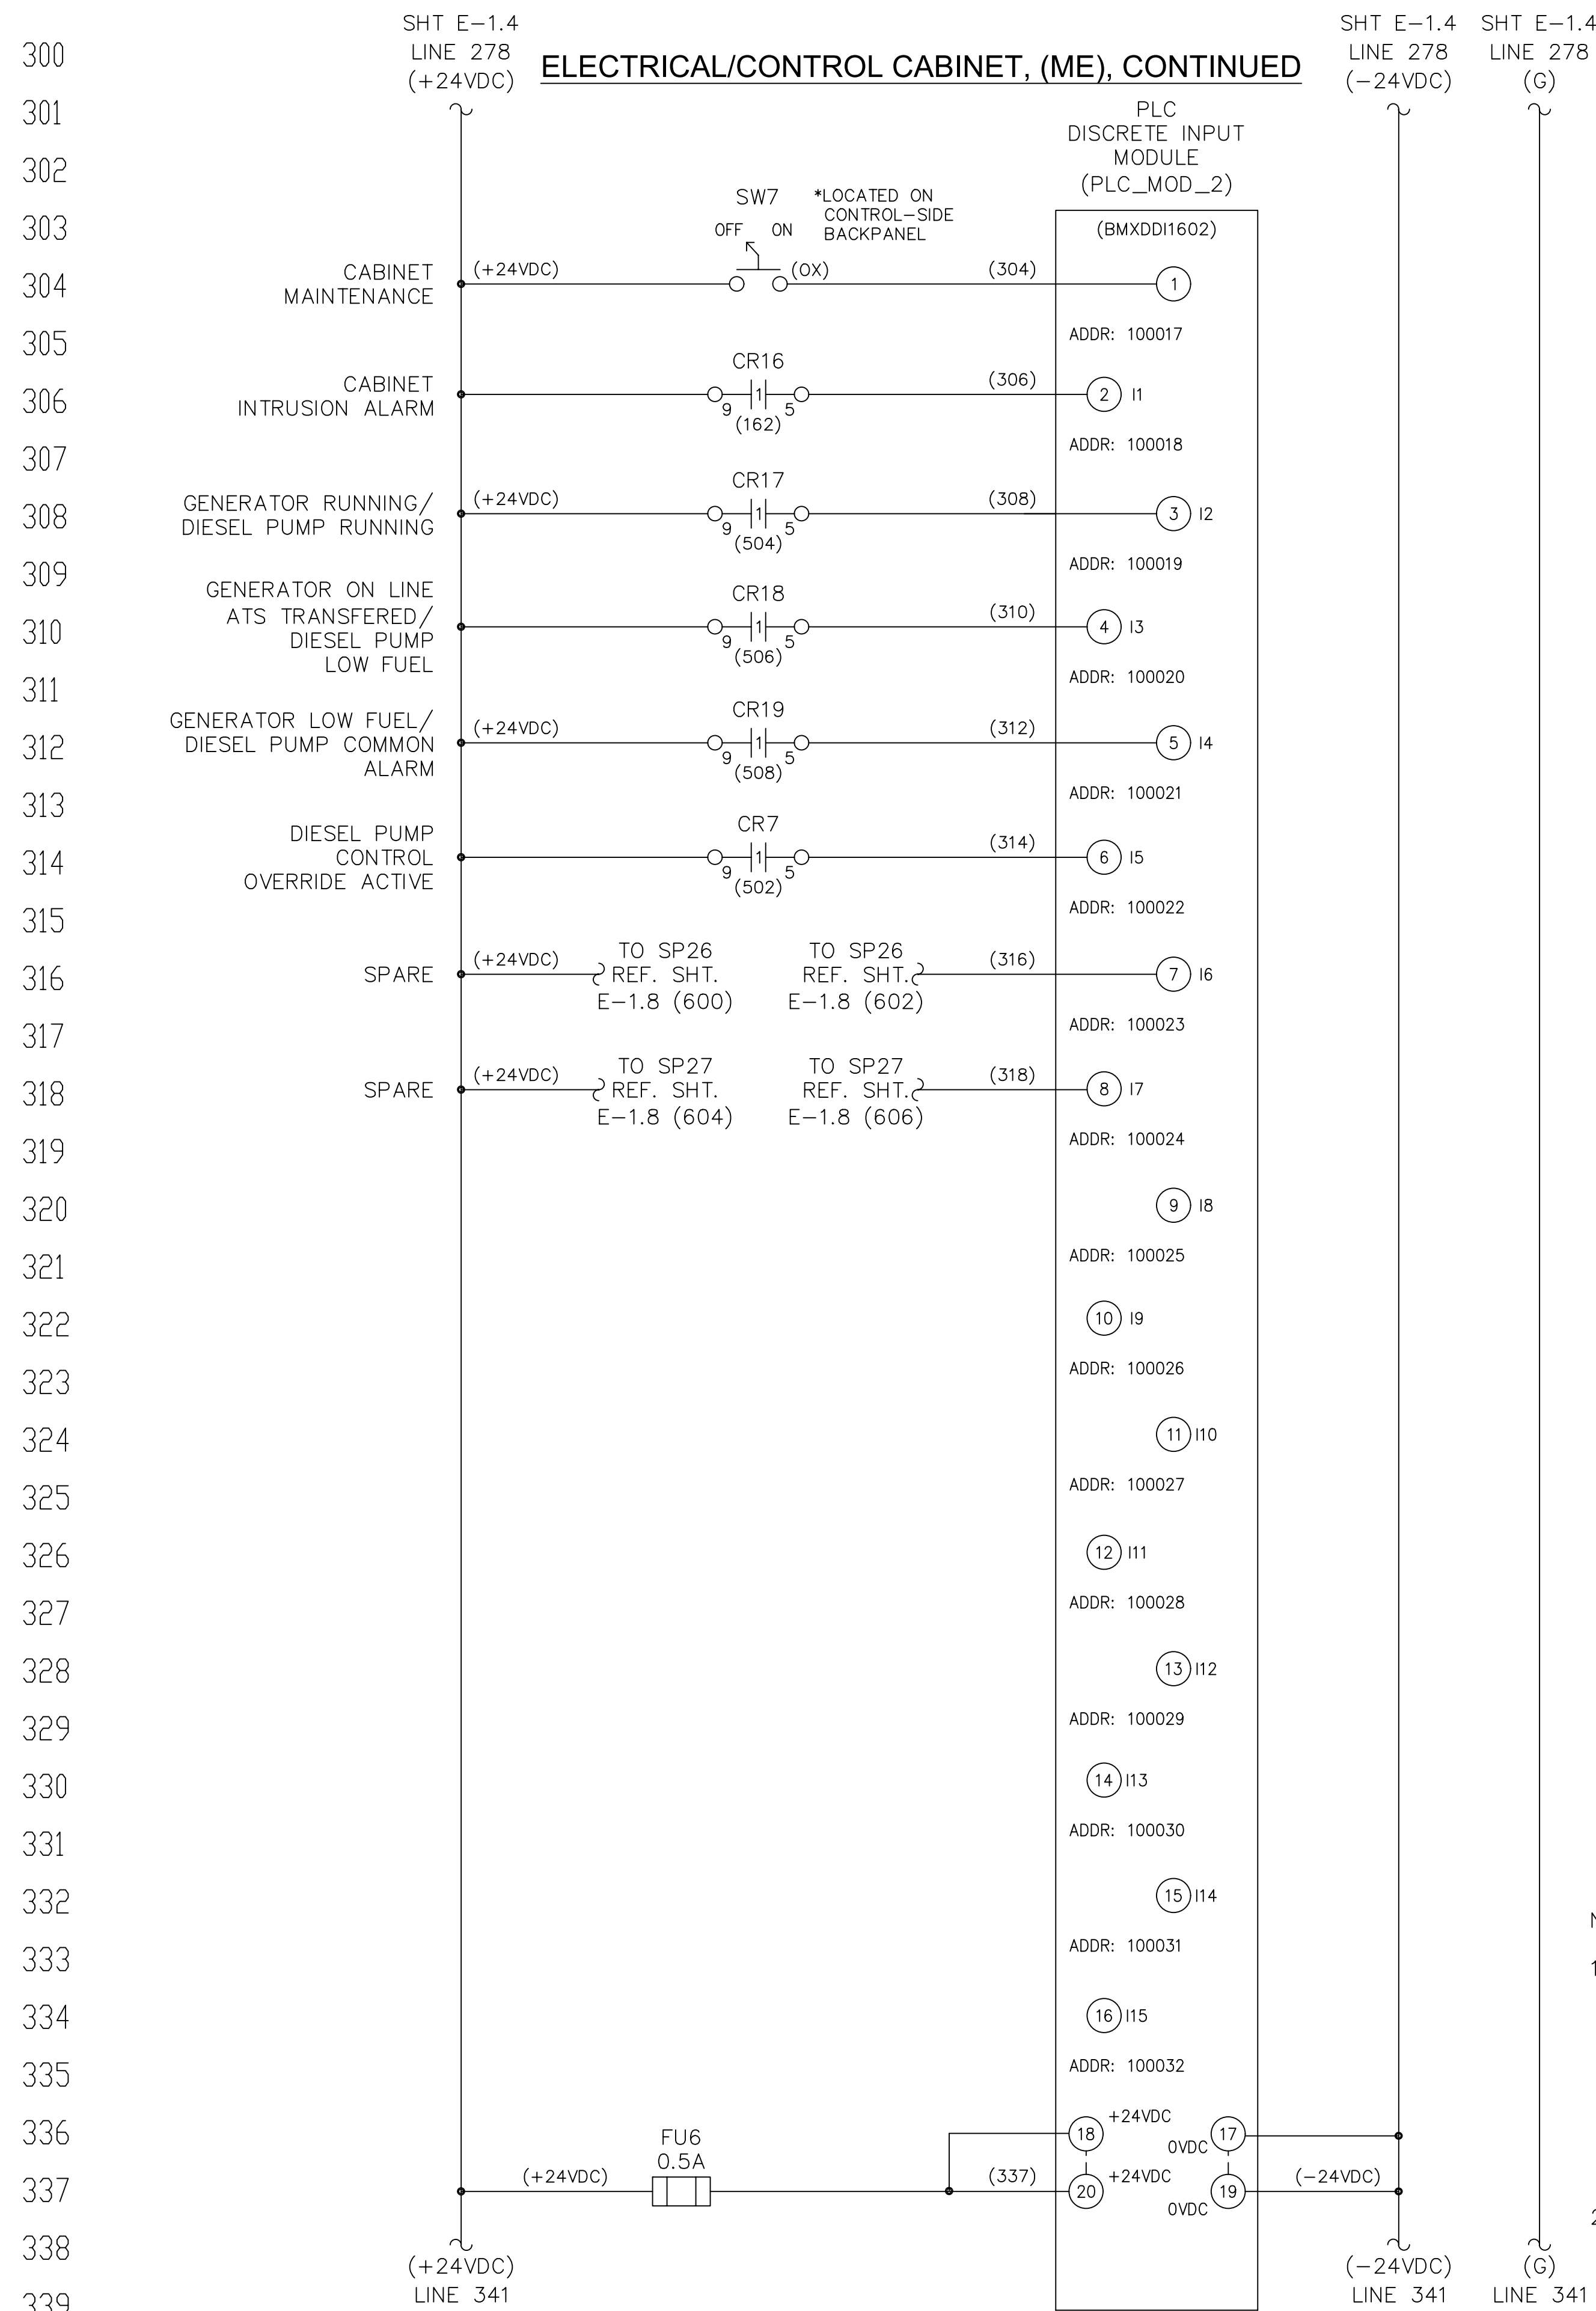 SHT E-1.4
LINE 278
(+24VDC)
ELECTRICAL/CONTROL CABINET, (ME), CONTINUED
SHT E-1.4
LINE 278
(-24VDC)
SHT E-1.4
LINE 278
(G)
300
301
PLC
DISCRETE INPUT
MODULE
(PLC_MOD_2)
302
303
SW7
OFF ON
*LOCATED ON
CONTROL-SIDE
BACKPANEL
(BMXDDI1602)
304
CABINET
MAINTENANCE
(+24VDC)
(OX)
(304)
1
305
ADDR: 100017
306
CABINET
INTRUSION ALARM
CR16
9
1
5
(162)
(306)
2
I1
307
ADDR: 100018
308
GENERATOR RUNNING/
DIESEL PUMP RUNNING
(+24VDC)
CR17
9
1
5
(504)
(308)
3
I2
309
ADDR: 100019
310
GENERATOR ON LINE
ATS TRANSFERED/
DIESEL PUMP
LOW FUEL
CR18
9
1
5
(506)
(310)
4
I3
311
ADDR: 100020
312
GENERATOR LOW FUEL/
DIESEL PUMP COMMON
ALARM
(+24VDC)
CR19
9
1
5
(508)
(312)
5
I4
313
ADDR: 100021
314
DIESEL PUMP
CONTROL
OVERRIDE ACTIVE
CR7
9
1
5
(502)
(314)
6
I5
315
ADDR: 100022
316
SPARE
(+24VDC)
TO SP26
REF. SHT.
E-1.8 (600)
TO SP26
REF. SHT.
E-1.8 (602)
(316)
7
I6
317
ADDR: 100023
318
SPARE
(+24VDC)
TO SP27
REF. SHT.
E-1.8 (604)
TO SP27
REF. SHT.
E-1.8 (606)
(318)
8
I7
319
ADDR: 100024
320
9
I8
321
ADDR: 100025
322
10
I9
323
ADDR: 100026
324
11
I10
325
ADDR: 100027
326
12
I11
327
ADDR: 100028
328
13
I12
329
ADDR: 100029
330
14
I13
331
ADDR: 100030
332
15
I14
333
ADDR: 100031
334
16
I15
335
ADDR: 100032
336
18
+24VDC
0VDC
17
337
(+24VDC)
FU6
0.5A
(337)
20
+24VDC
0VDC
19
(-24VDC)
338
339
(+24VDC)
LINE 341
(-24VDC)
LINE 341
(G)
LINE 341
1
2